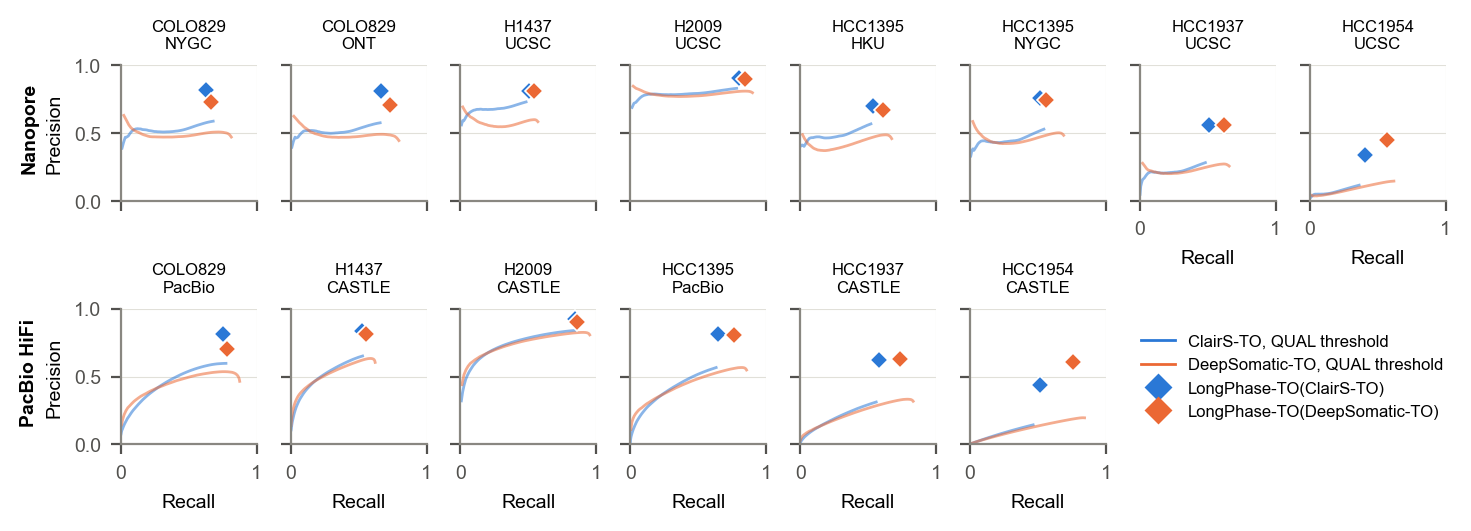 COLO829
NYGC
COLO829
ONT
H1437
UCSC
H2009
UCSC
HCC1395
HKU
HCC1395
NYGC
HCC1937
UCSC
HCC1954
UCSC
Nanopore
Precision
1.0
0.5
0.0
0
1
Recall
0
1
Recall
COLO829
PacBio
H1437
CASTLE
H2009
CASTLE
HCC1395
PacBio
HCC1937
CASTLE
HCC1954
CASTLE
PacBio HiFi
Precision
1.0
0.5
0.0
0
1
Recall
0
1
Recall
0
1
Recall
0
1
Recall
0
1
Recall
0
1
Recall
ClairS-TO, QUAL threshold
DeepSomatic-TO, QUAL threshold
LongPhase-TO(ClairS-TO)
LongPhase-TO(DeepSomatic-TO)